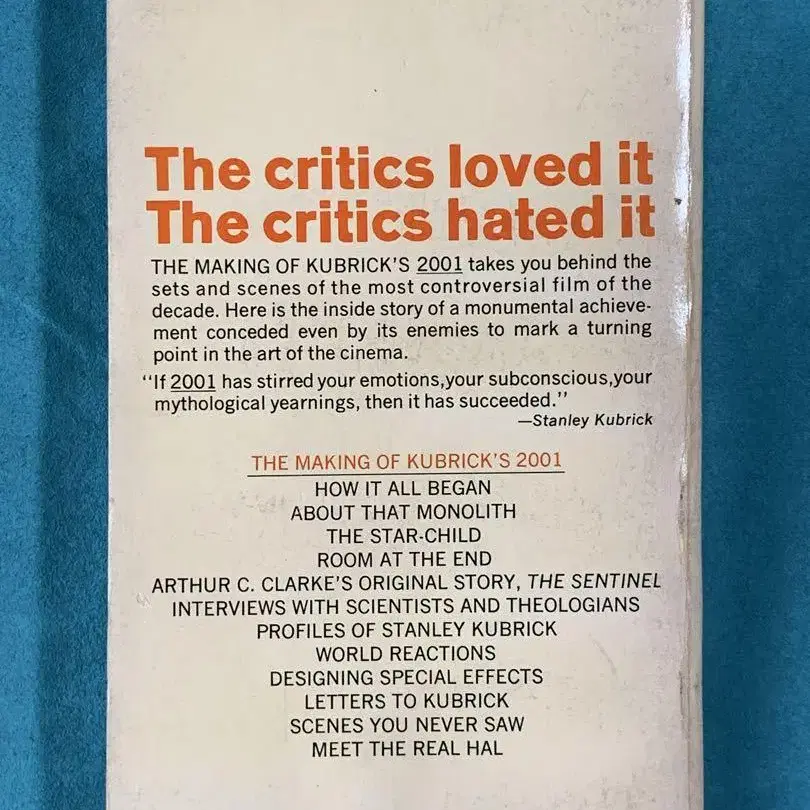 The critics loved it
The critics hated it
THE MAKING OF KUBRICK'S 2001 takes you behind the
sets and scenes of the most controversial film of the
decade. Here is the inside story of a monumental achieve-
ment conceded even by its enemies to mark a turning
point in the art of the cinema.
"If 2001 has stirred your emotions,your subconscious,your
mythological yearnings, then it has succeeded."
—Stanley Kubrick
THE MAKING OF KUBRICK'S 2001
HOW IT ALL BEGAN
ABOUT THAT MONOLITH
THE STAR-CHILD
ROOM AT THE END
ARTHUR C. CLARKE'S ORIGINAL STORY, THE SENTINEL
INTERVIEWS WITH SCIENTISTS AND THEOLOGIANS
PROFILES OF STANLEY KUBRICK
WORLD REACTIONS
DESIGNING SPECIAL EFFECTS
LETTERS TO KUBRICK
SCENES YOU NEVER SAW
MEET THE REAL HAL